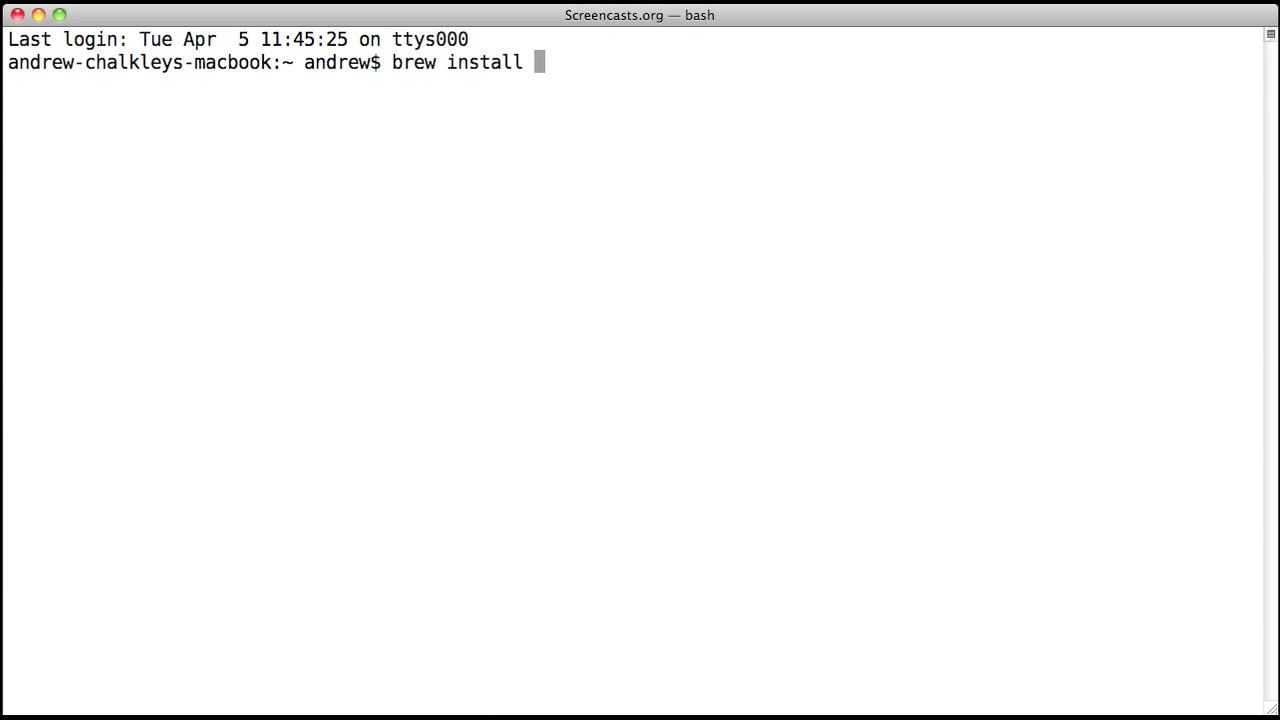 Screencasts.org — bash
Last login: Tue Apr  5 11:45:25 on ttys000
andrew-chalkleys-macbook:~ andrew$ brew install